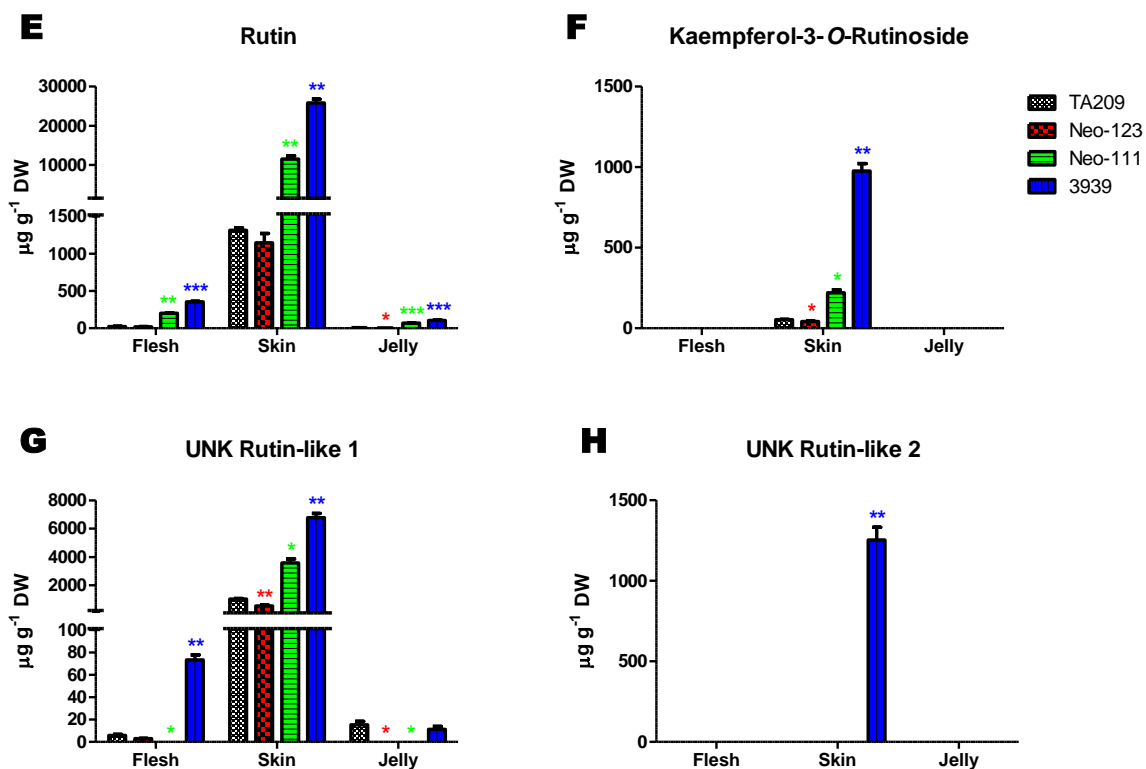 E
Rutin
30000
20000
10000
1500
1000
500
0
µg g-1 DW
** *** ** ** * *** ***
Flesh Skin Jelly
F
Kaempferol-3-O-Rutinoside
1500
1000
500
0
µg g-1 DW
* * **
Flesh Skin Jelly
TA209
Neo-123
Neo-111
3939
G
UNK Rutin-like 1
8000
6000
4000
2000
100
80
60
40
20
0
µg g-1 DW
* ** ** * ** * *
Flesh Skin Jelly
H
UNK Rutin-like 2
1500
1000
500
0
µg g-1 DW
**
Flesh Skin Jelly